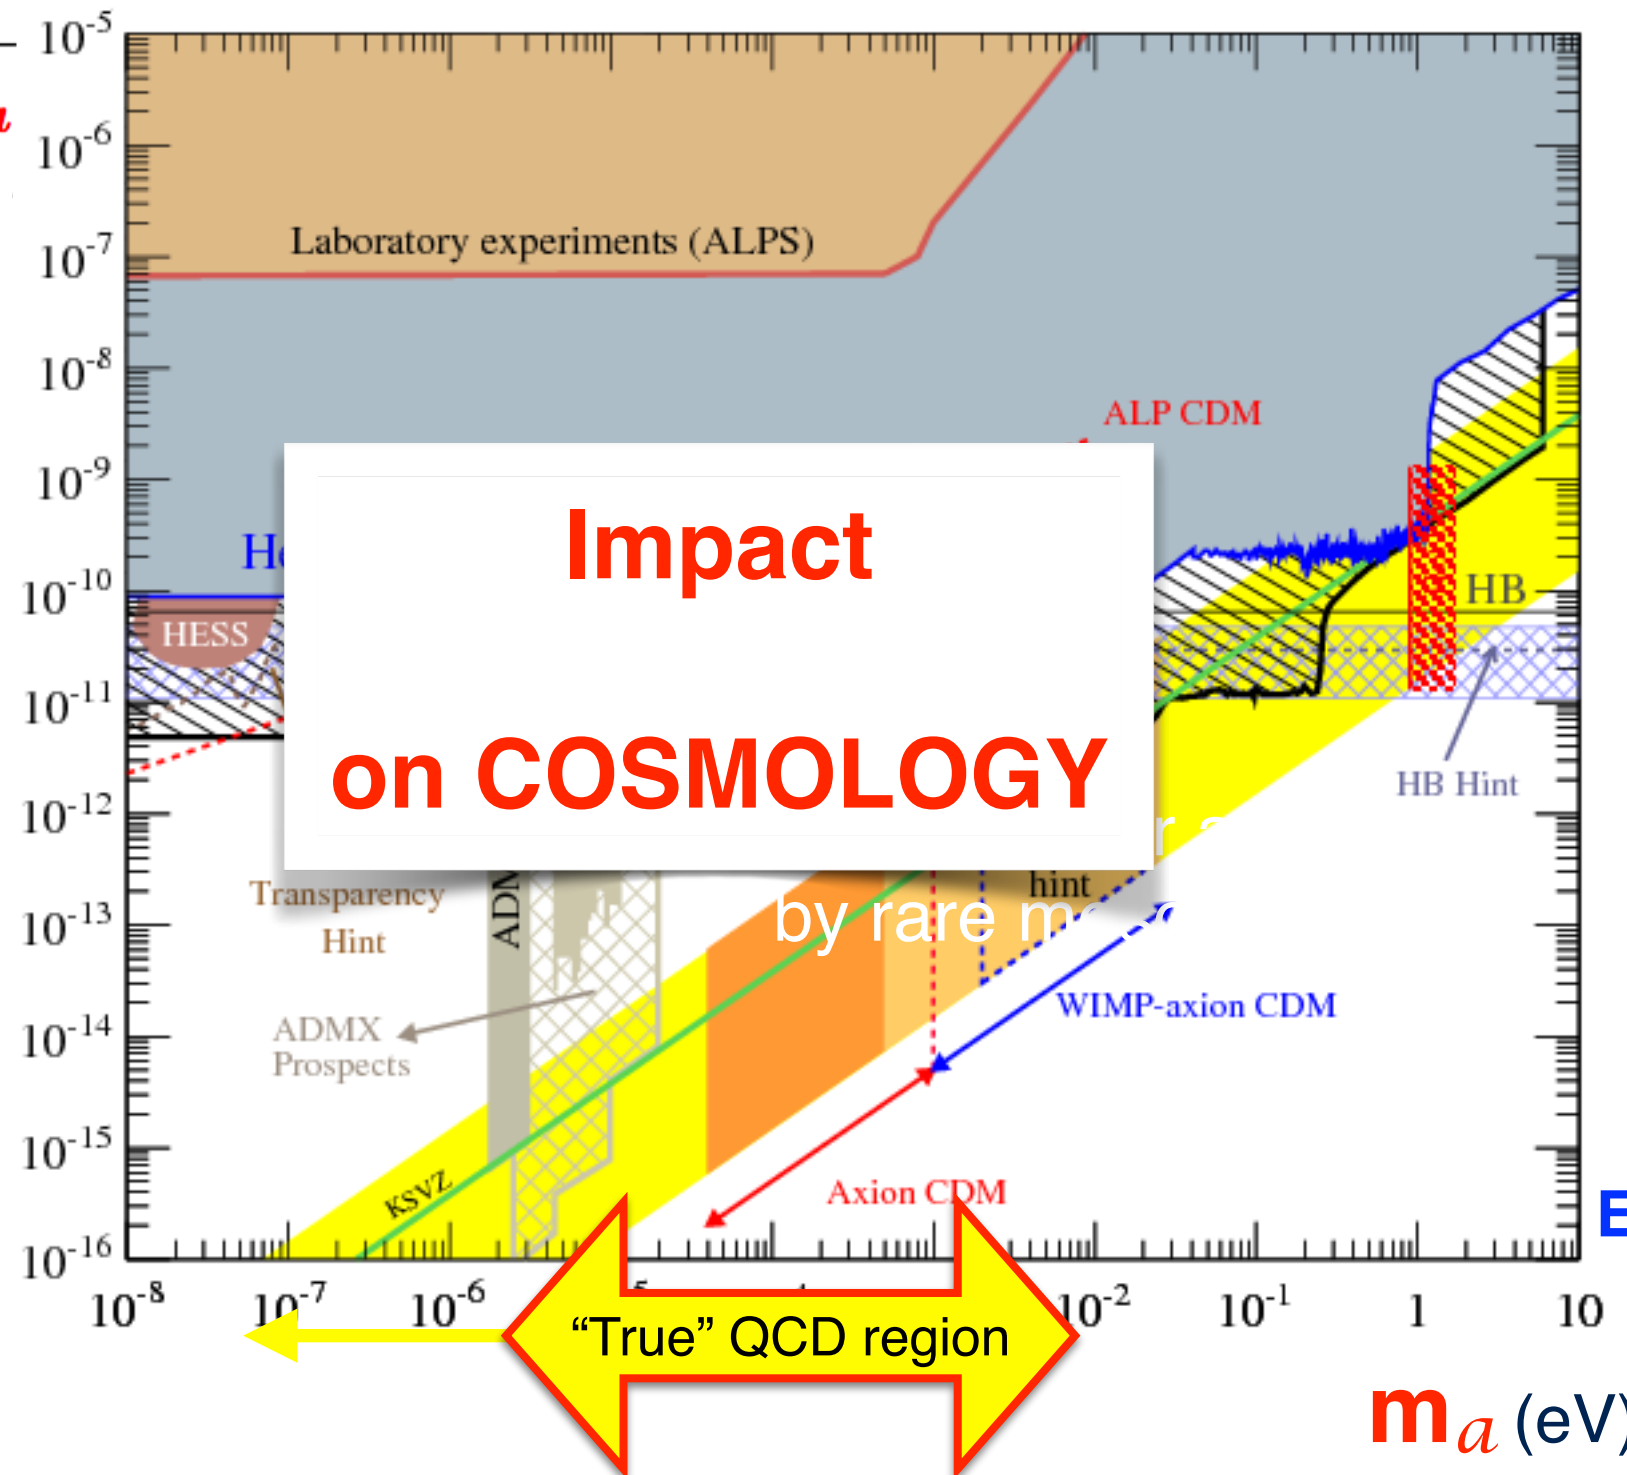 10-5
10-6
10-7
10-8
10-9
10-10
10-11
10-12
10-13
10-14
10-15
10-16
a
Laboratory experiments (ALPS)
ALP CDM
Impact
on COSMOLOGY
HESS
HB
HB Hint
Transparency
Hint
hint
by rare
WIMP-axion CDM
ADMX
Prospects
KSVZ
Axion CDM
10-8 10-7 10-6 10-2 10-1 1 10
“True” QCD region
ma (eV)